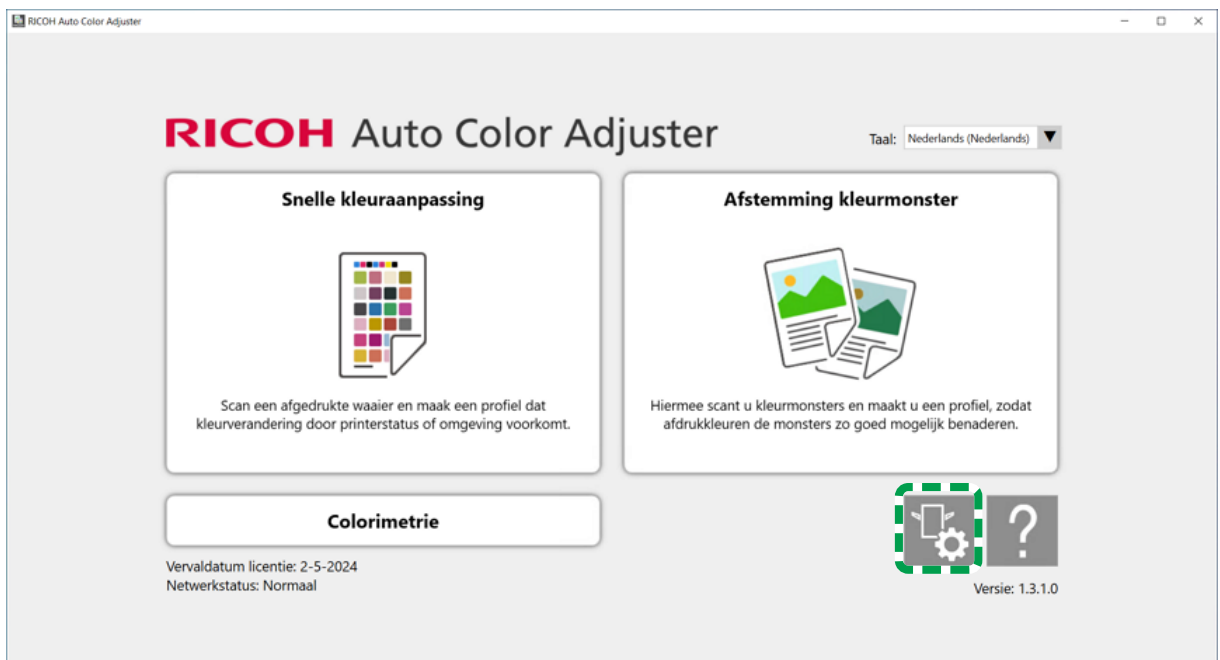 RICOH Auto Color Adjuster
RICOH Auto Color Adjuster
Taal: Nederlands (Nederlands)
Snelle kleuraanpassing
Scan een afgedrukte waaier en maak een profiel dat
kleurverandering door printerstatus of omgeving voorkomt.
Afstemming kleurmonster
Hiermee scant u kleurmonsters en maakt u een profiel, zodat
afdrukkleuren de monsters zo goed mogelijk benaderen.
Colorimetrie
?
Vervaldatum licentie: 2-5-2024
Netwerkstatus: Normaal
Versie: 1.3.1.0